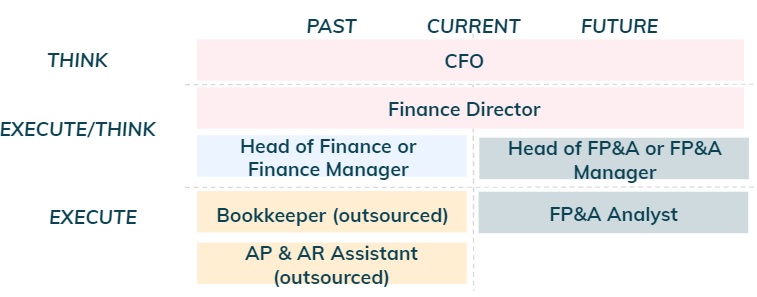 PAST CURRENT FUTURE
THINK
CFO
EXECUTE/THINK
Finance Director
Head of Finance or
Finance Manager
Head of FP&A or FP&A
Manager
EXECUTE
Bookkeeper (outsourced)
FP&A Analyst
AP & AR Assistant
(outsourced)